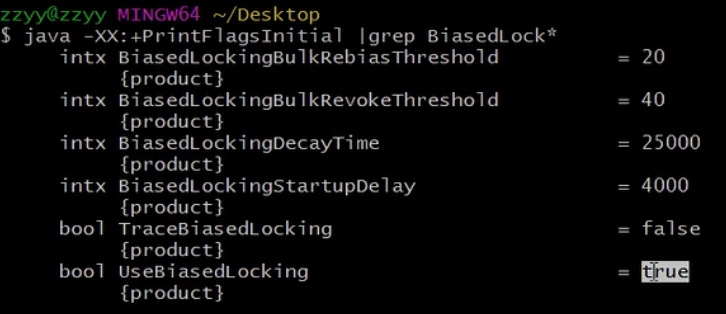 zzyy@zzyy MINGW64 ~/Desktop
$ java -XX:+PrintFlagsInitial |grep BiasedLock*
intx BiasedLockingBulkRebiasThreshold = 20
{product}
intx BiasedLockingBulkRevokeThreshold = 40
{product}
intx BiasedLockingDecayTime = 25000
{product}
intx BiasedLockingStartupDelay = 4000
{product}
bool TraceBiasedLocking = false
{product}
bool UseBiasedLocking = true
{product}